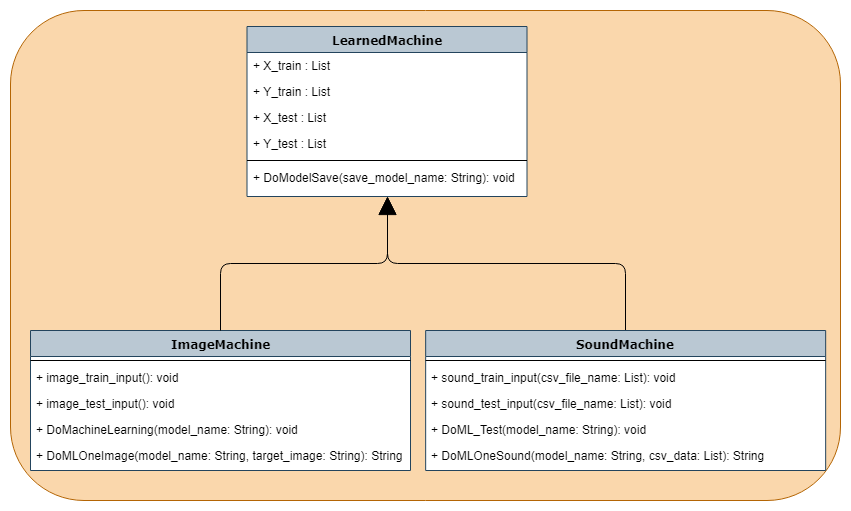 LearnedMachine
+ X_train : List
+ Y_train : List
+ X_test : List
+ Y_test : List
+ DoModelSave(save_model_name: String): void
ImageMachine
+ image_train_input(): void
+ image_test_input(): void
+ DoMachineLearning(model_name: String): void
+ DoMLOneImage(model_name: String, target_image: String): String
SoundMachine
+ sound_train_input(csv_file_name: List): void
+ sound_test_input(csv_file_name: List): void
+ DoML_Test(model_name: String): void
+ DoMLOneSound(model_name: String, csv_data: List): String